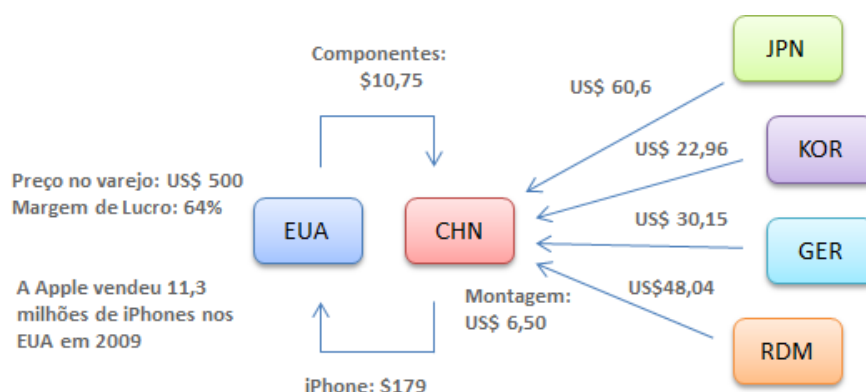 Componentes:
$10,75
JPN
US$ 60,6
US$ 22,96
KOR
Preço no varejo: US$ 500
Margem de Lucro: 64%
EUA
CHN
US$ 30,15
GER
A Apple vendeu 11,3
milhões de iPhones nos
EUA em 2009
Montagem:
US$ 6,50
US$48,04
RDM
iPhone: $179